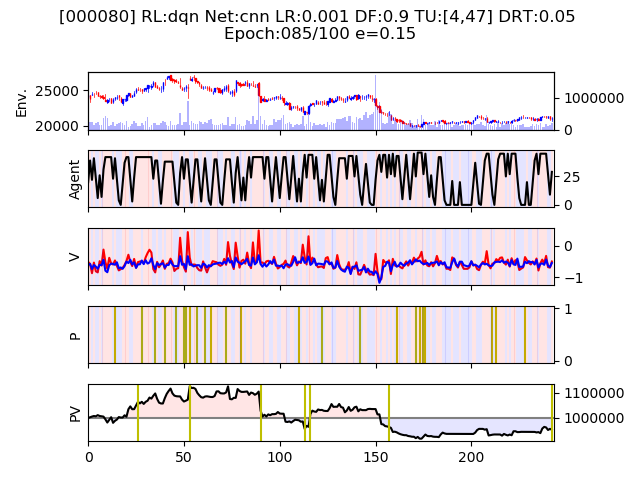 [000080] RL:dqn Net:cnn LR:0.001 DF:0.9 TU:[4,47] DRT:0.05
Epoch:085/100 e=0.15
Env.
25000
20000
1000000
0
Agent
25
0
V
0
−1
P
1
0
PV
1100000
1000000
0
50
100
150
200